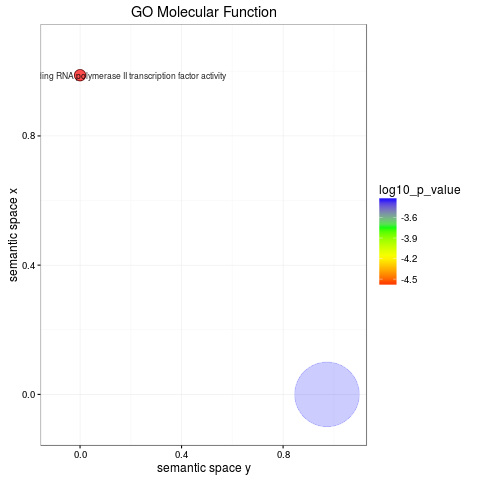 GO Molecular Function
ling RNA polymerase II transcription factor activity
0.8
0.4
0.0
semantic space x
0.0
0.4
0.8
semantic space y
log10_p_value
-3.6
-3.9
-4.2
-4.5